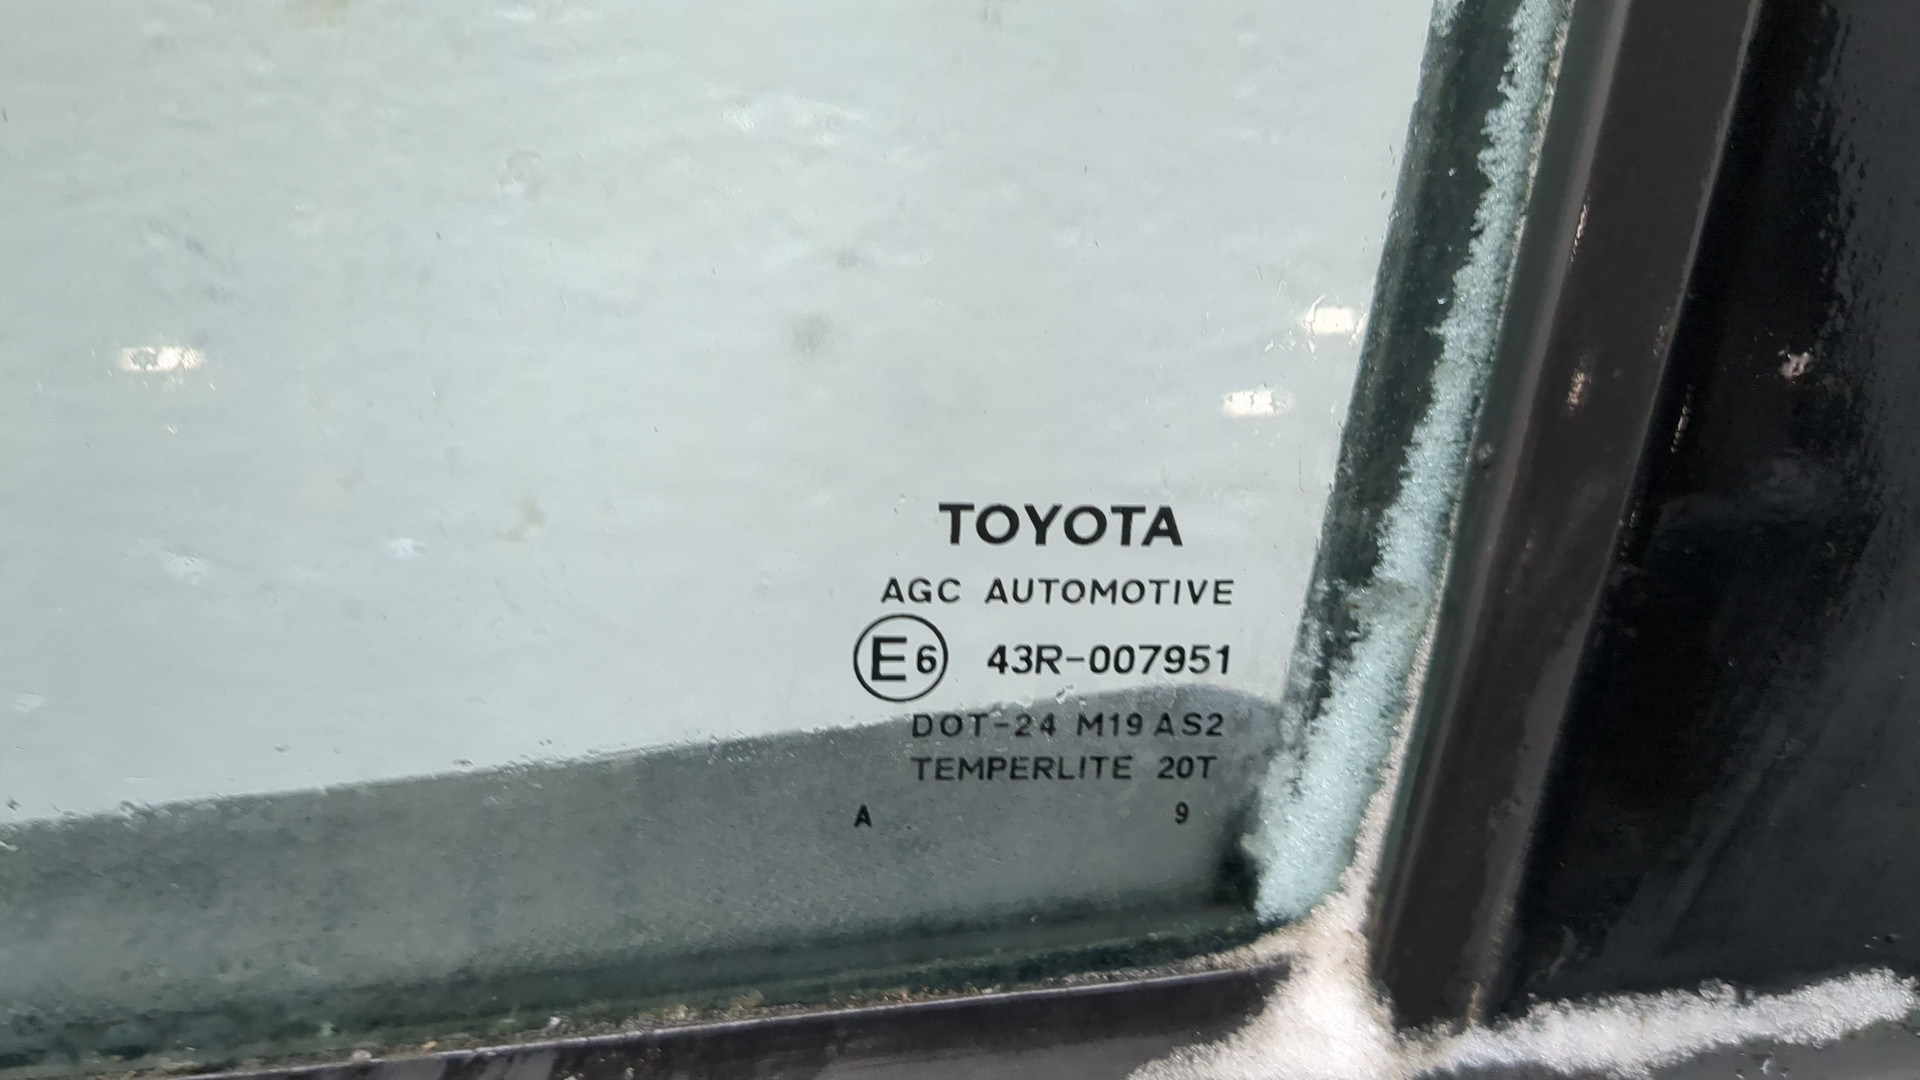 TOYOTA
AGC AUTOMOTIVE
E6 43R-007951
DOT-24 M19 AS2
TEMPERLITE 20T
A 9